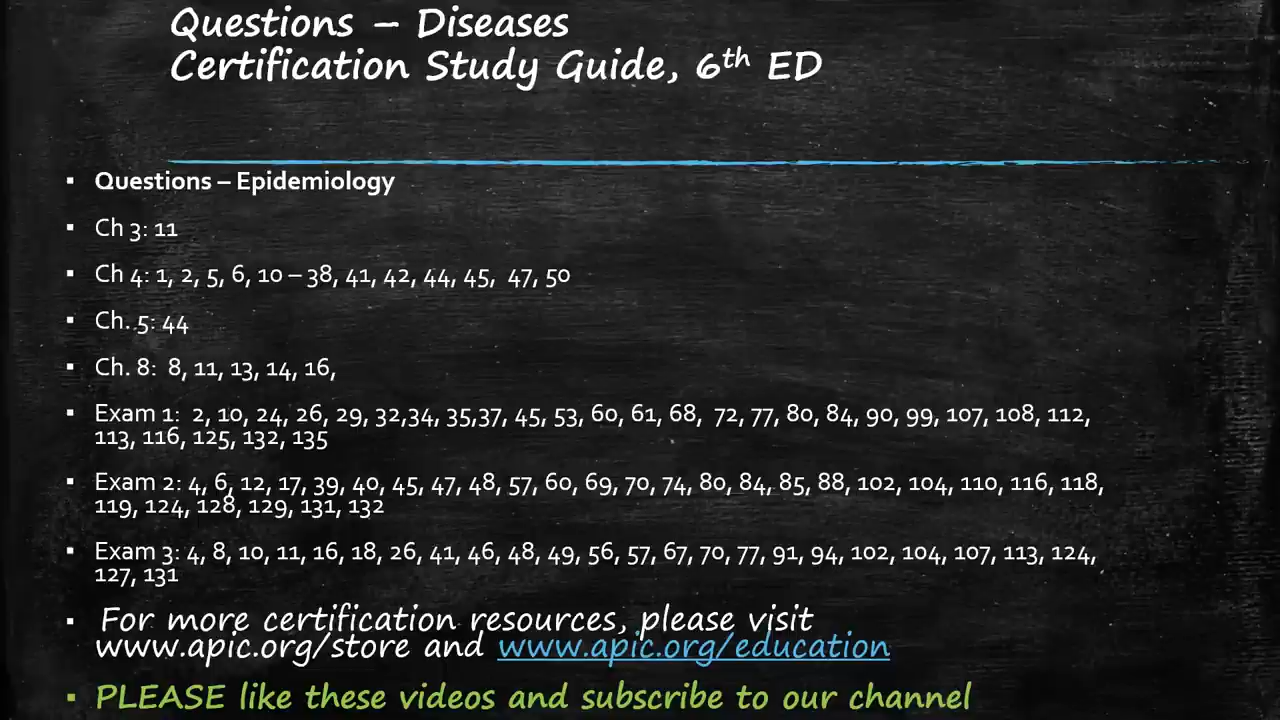 Questions – Diseases
Certification Study Guide, 6th ED
▪ Questions – Epidemiology
▪ Ch 3: 11
▪ Ch 4: 1, 2, 5, 6, 10 – 38, 41, 42, 44, 45, 47, 50
▪ Ch. 5: 44
▪ Ch. 8: 8, 11, 13, 14, 16,
▪ Exam 1: 2, 10, 24, 26, 29, 32,34, 35,37, 45, 53, 60, 61, 68, 72, 77, 80, 84, 90, 99, 107, 108, 112,
113, 116, 125, 132, 135
▪ Exam 2: 4, 6, 12, 17, 39, 40, 45, 47, 48, 57, 60, 69, 70, 74, 80, 84, 85, 88, 102, 104, 110, 116, 118,
119, 124, 128, 129, 131, 132
▪ Exam 3: 4, 8, 10, 11, 16, 18, 26, 41, 46, 48, 49, 56, 57, 67, 70, 77, 91, 94, 102, 104, 107, 113, 124,
127, 131
▪ For more certification resources, please visit
www.apic.org/store and www.apic.org/education
▪ PLEASE like these videos and subscribe to our channel